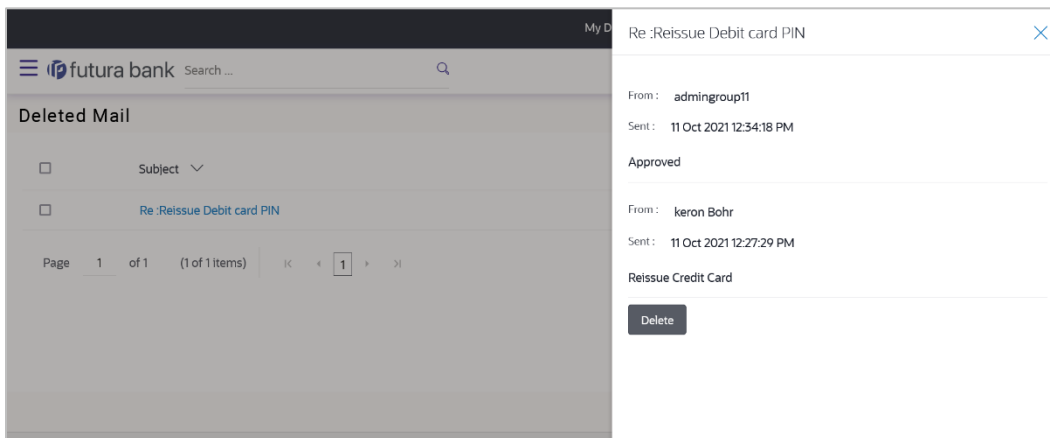 My D
futura bank Search ...
Deleted Mail
Subject
Re :Reissue Debit card PIN
Page 1 of 1 (1 of 1 items) 1
Re :Reissue Debit card PIN
From : admingroup11
Sent : 11 Oct 2021 12:34:18 PM
Approved
From : keron Bohr
Sent : 11 Oct 2021 12:27:29 PM
Reissue Credit Card
Delete